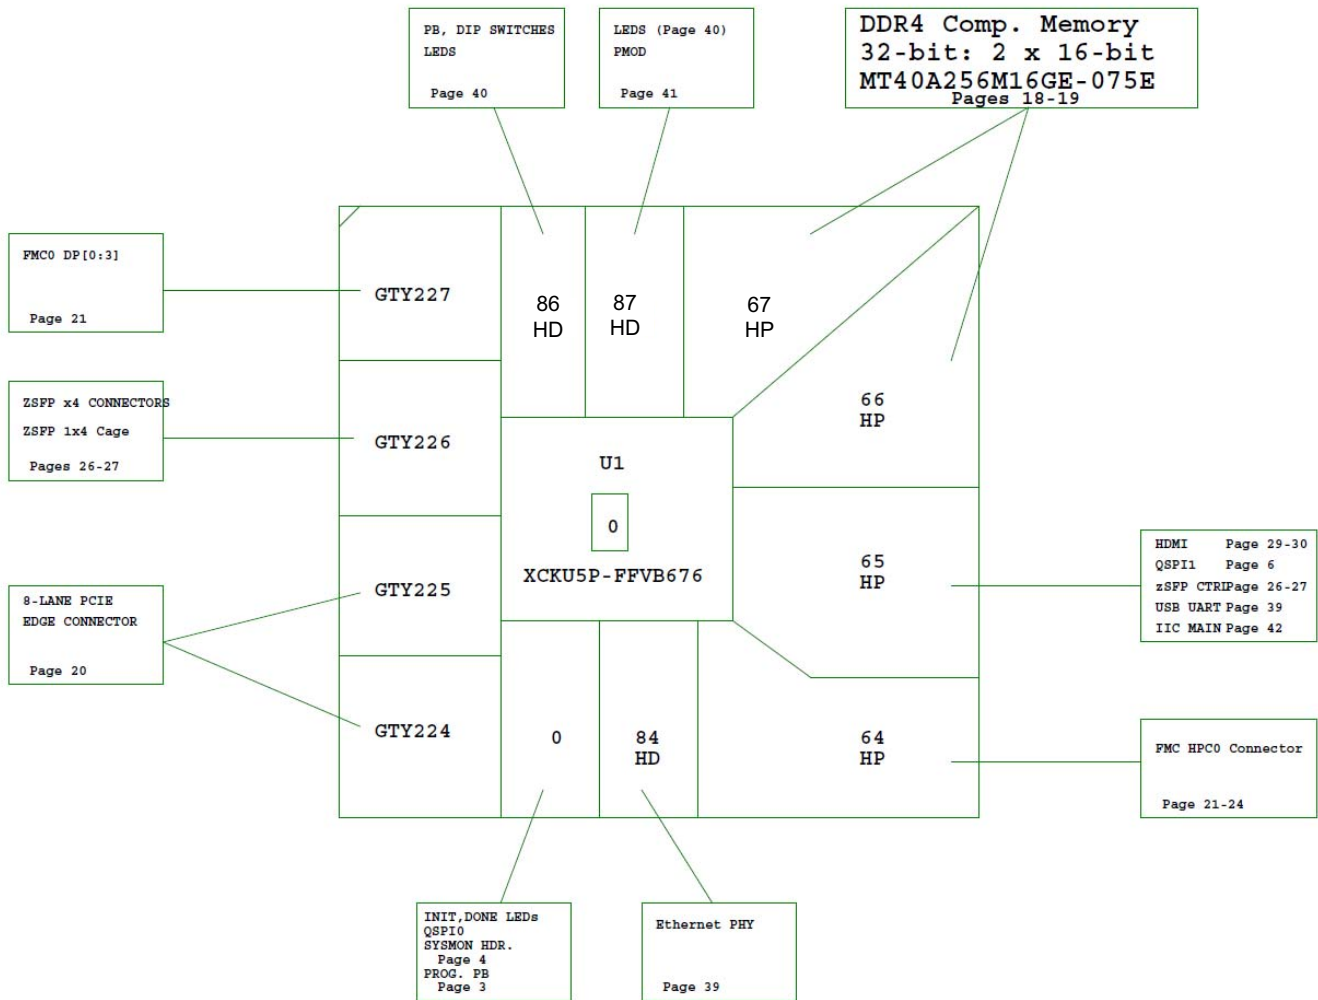 PB, DIP SWITCHES
LEDS
Page 40
LEDS (Page 40)
PMOD
Page 41
DDR4 Comp. Memory
32-bit: 2 x 16-bit
MT40A256M16GE-075E
Pages 18-19
FMC0 DP[0:3]
Page 21
GTY227
86
HD
87
HD
67
HP
ZSFP x4 CONNECTORS
ZSFP 1x4 Cage
Pages 26-27
GTY226
66
HP
U1
0
XCKU5P-FFVB676
65
HP
HDMI Page 29-30
QSPI1 Page 6
zSFP CTRLPage 26-27
USB UART Page 39
IIC MAIN Page 42
8-LANE PCIE
EDGE CONNECTOR
Page 20
GTY225
GTY224
0
84
HD
64
HP
FMC HPC0 Connector
Page 21-24
INIT,DONE LEDs
QSPI0
SYSMON HDR.
Page 4
PROG. PB
Page 3
Ethernet PHY
Page 39